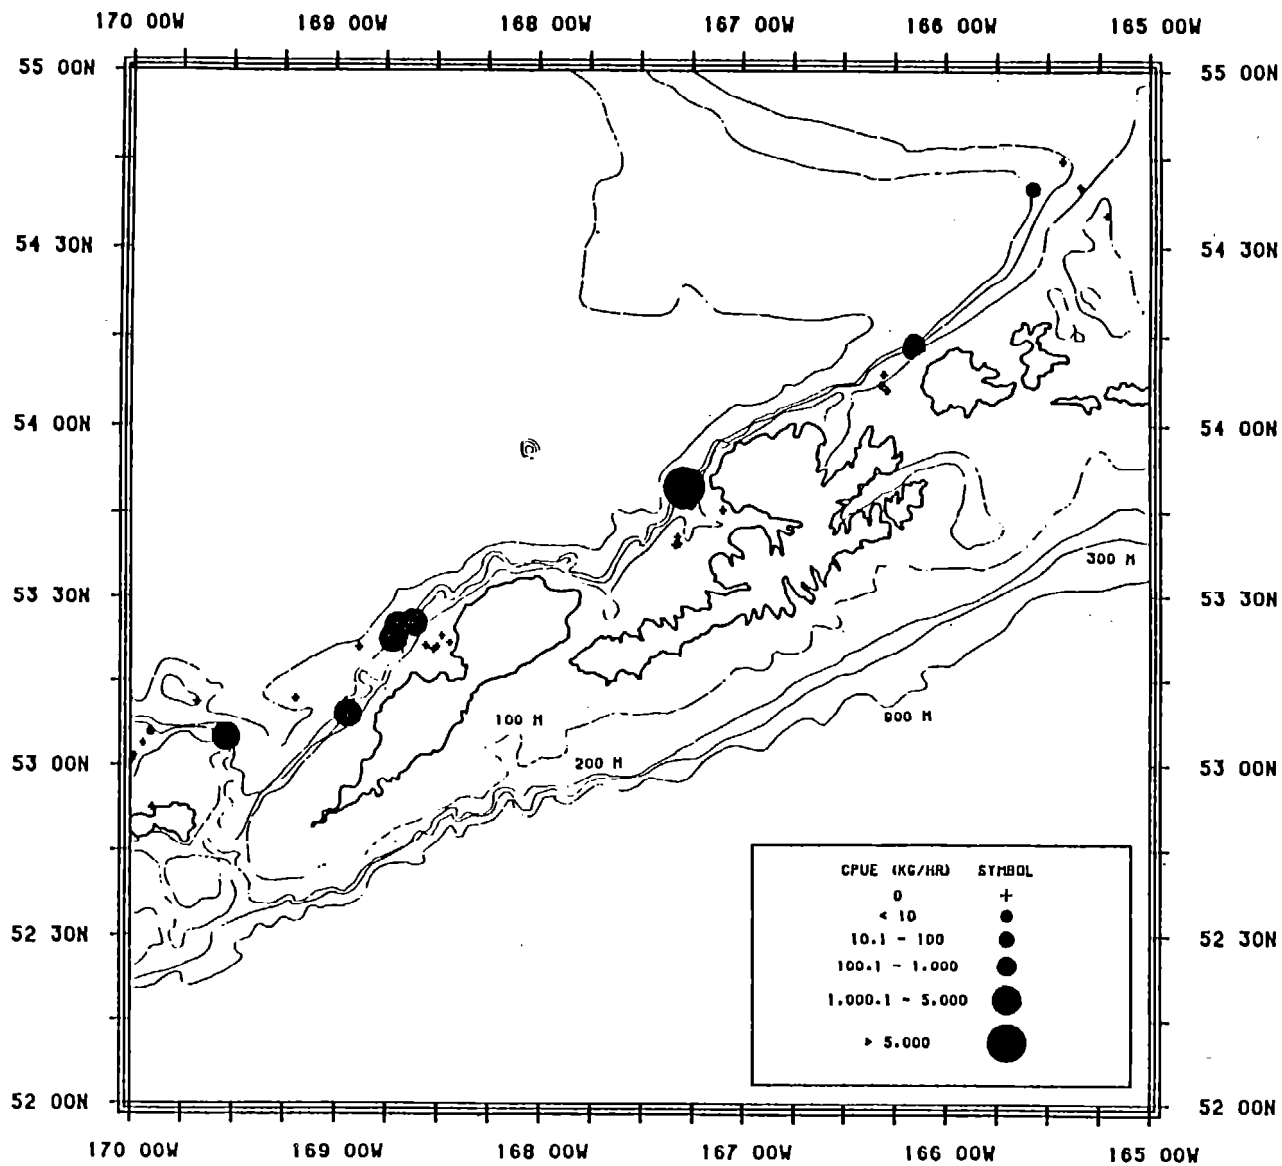 170 00W 169 00W 168 00W 167 00W 166 00W 165 00W
55 00N 55 00N
54 30N 54 30N
54 00N 54 00N
300 M
53 30N 53 30N
100 M 900 M
200 M
53 00N 53 00N
CPUE (KG/HR) SYMBOL
0 +
< 10
10.1 - 100
52 30N 52 30N
100.1 - 1.000
1.000.1 - 5.000
> 5.000
52 00N 52 00N
170 00W 169 00W 168 00W 167 00W 166 00W 165 00W